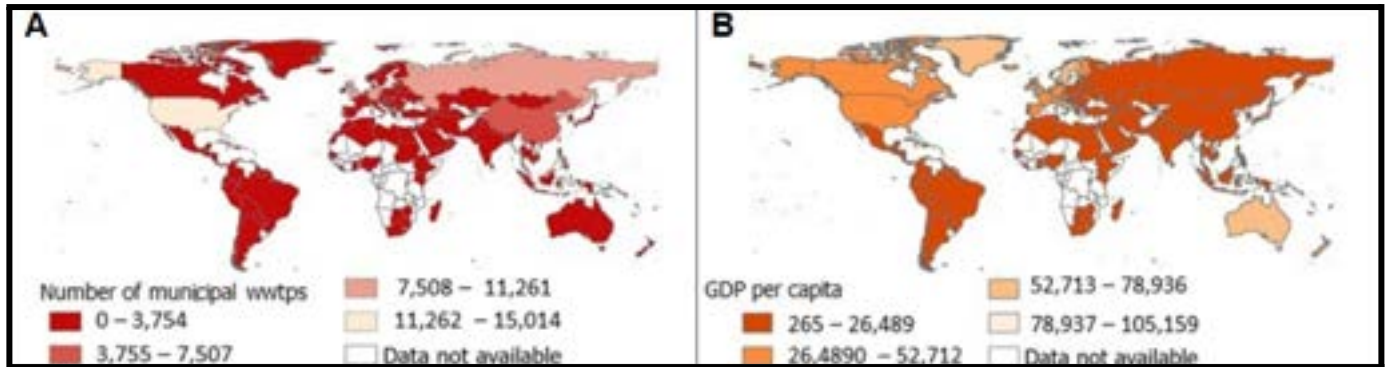 A
Number of municipal wwtps
0 – 3,754
3,755 – 7,507
7,508 – 11,261
11,262 – 15,014
Data not available
B
GDP per capita
265 – 26,489
26,4890 – 52,712
52,713 – 78,936
78,937 – 105,159
Data not available